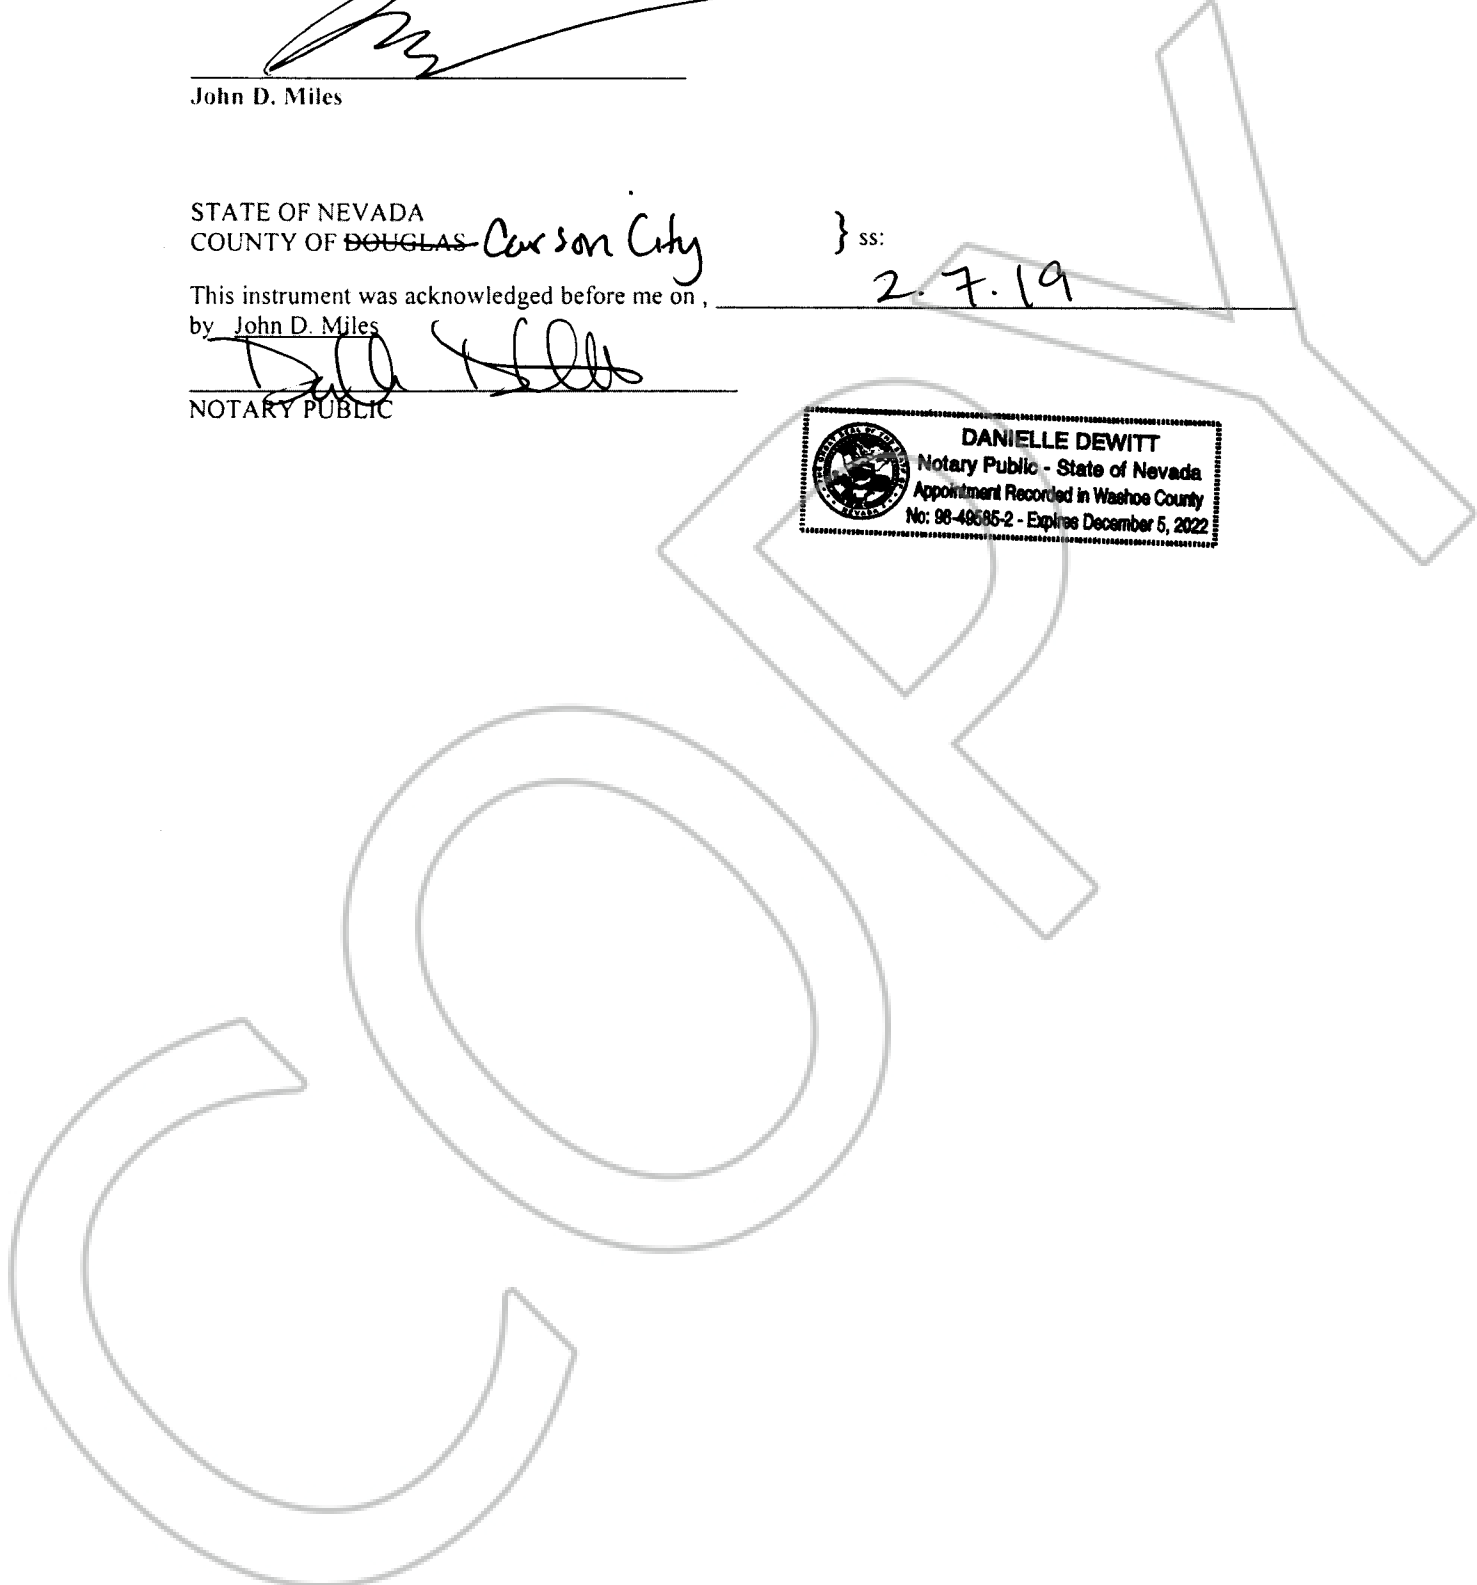 John D. Miles
STATE OF NEVADA
COUNTY OF DOUGLAS Carson City } ss:
This instrument was acknowledged before me on , 2.7.19
by John D. Miles
NOTARY PUBLIC
DANIELLE DEWITT
Notary Public - State of Nevada
Appointment Recorded in Washoe County
No: 98-49585-2 - Expires December 5, 2022
COPY